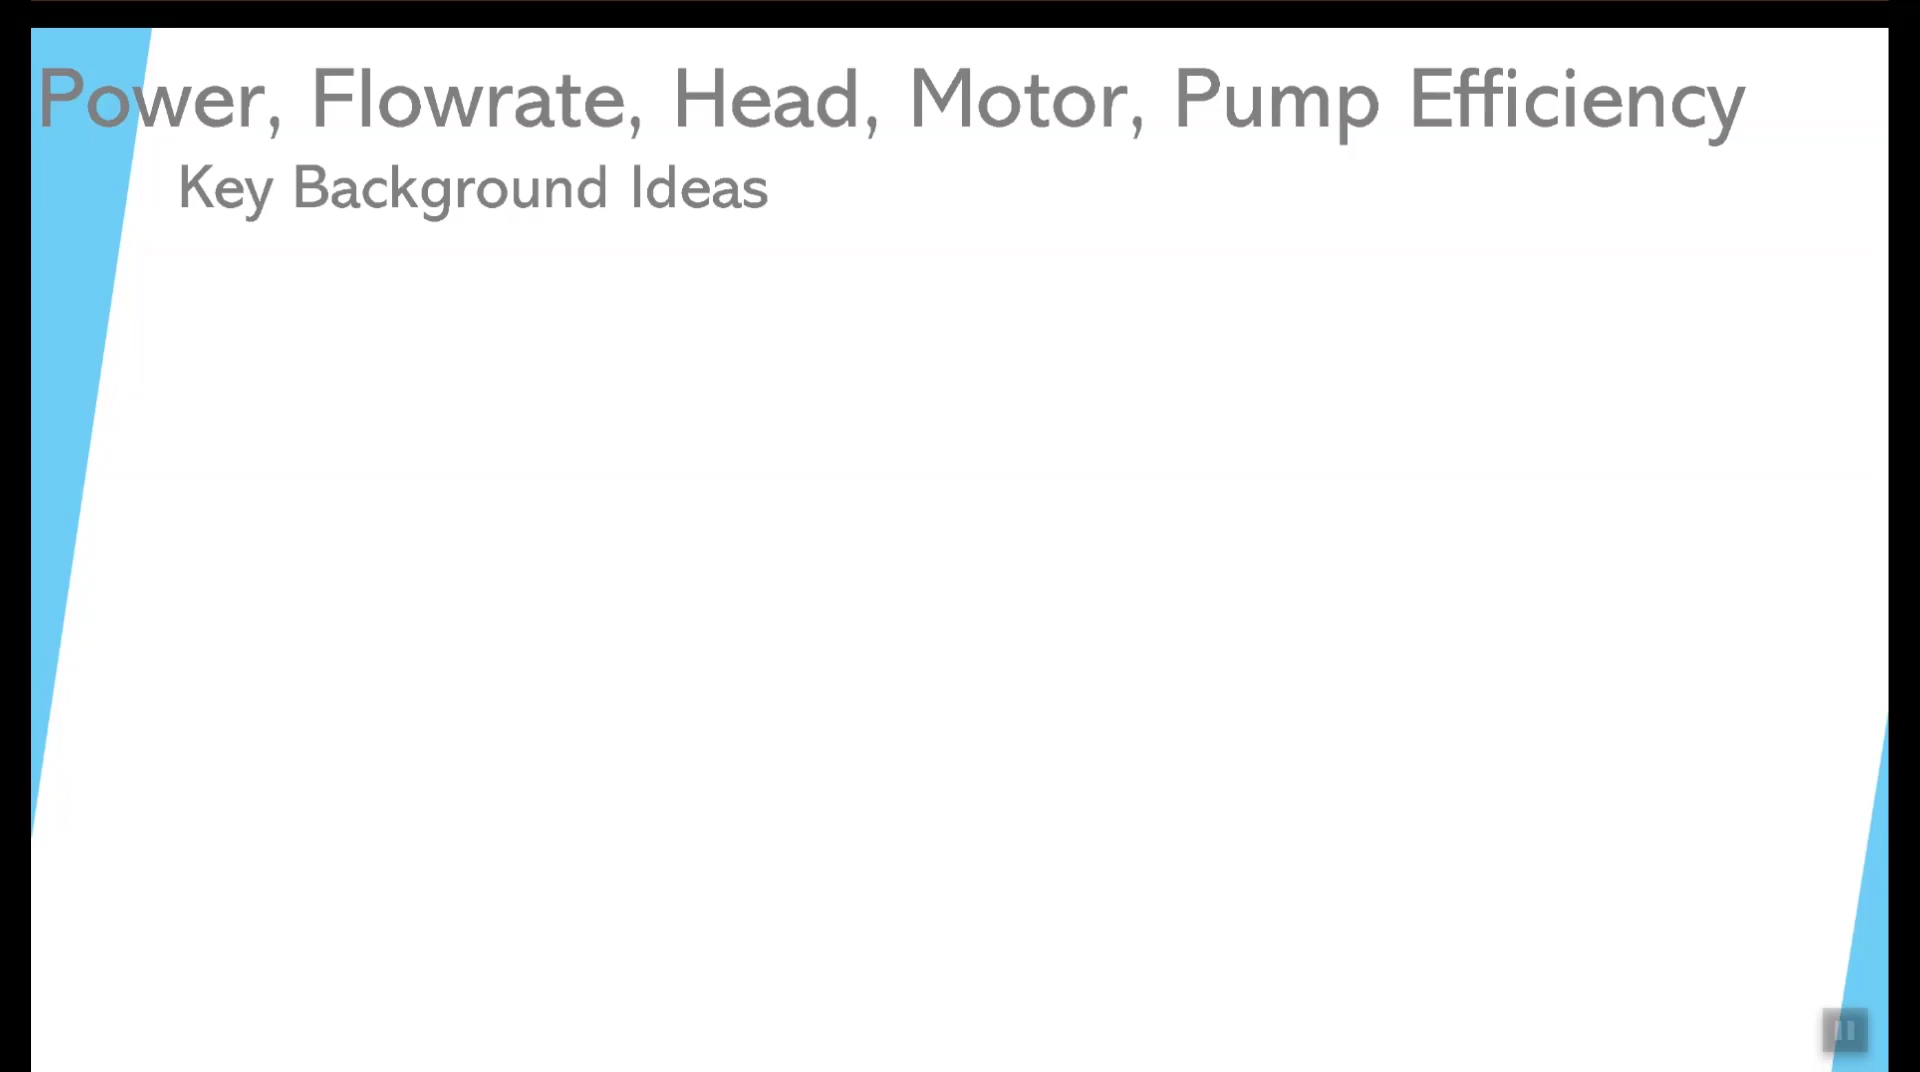 Power, Flowrate, Head, Motor, Pump Efficiency
Key Background Ideas